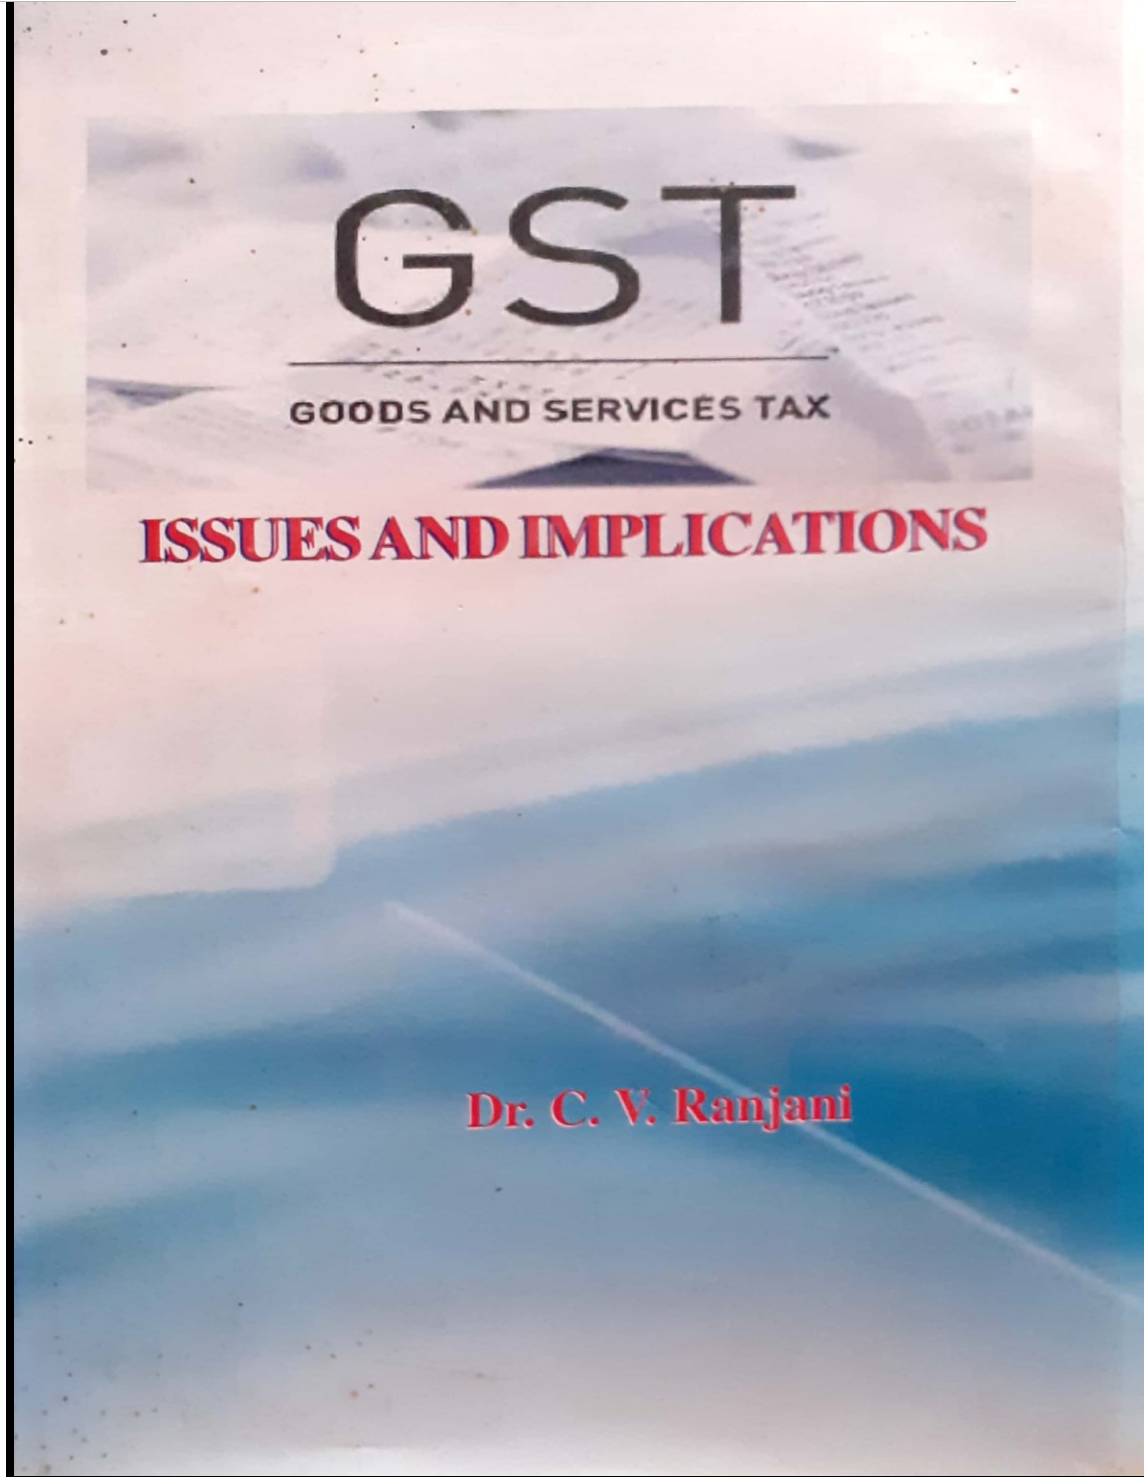 GST
GOODS AND SERVICES TAX
ISSUES AND IMPLICATIONS
Dr. C. V. Ranjani